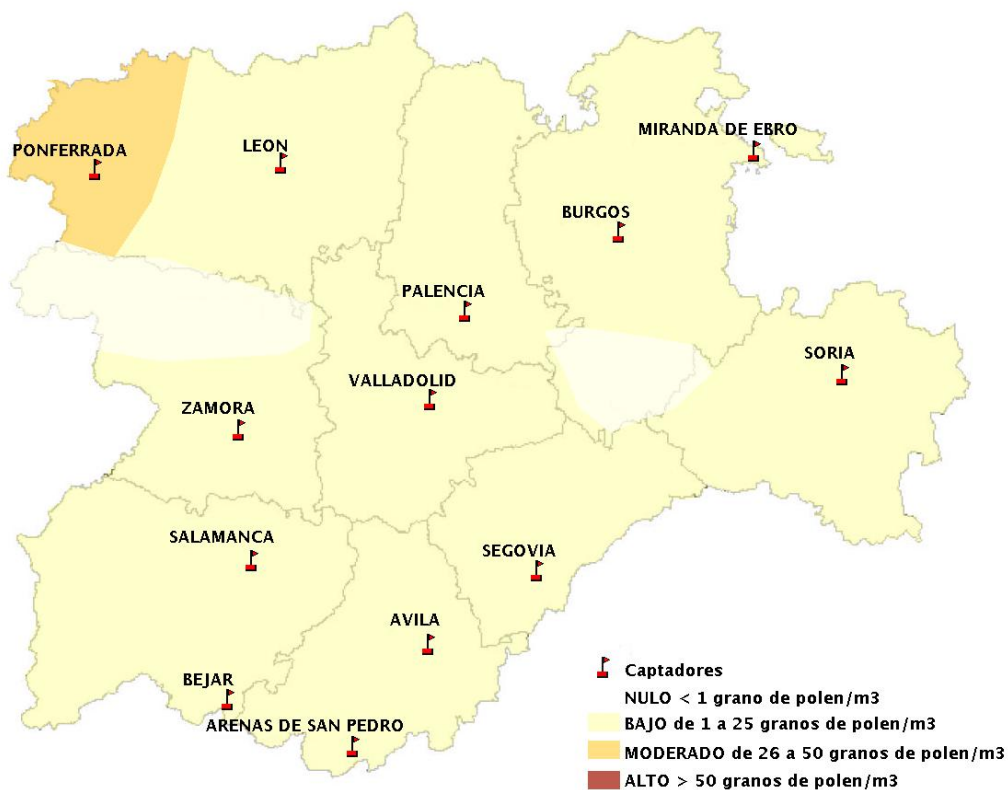 MIRANDA DE EBRO
PONFERRADA
LEON
BURGOS
PALENCIA
SORIA
VALLADOLID
ZAMORA
SALAMANCA
SEGOVIA
AVILA
BEJAR
ARENAS DE SAN PEDRO
Captadores
NULO < 1 grano de polen/m3
BAJO de 1 a 25 granos de polen/m3
MODERADO de 26 a 50 granos de polen/m3
ALTO > 50 granos de polen/m3